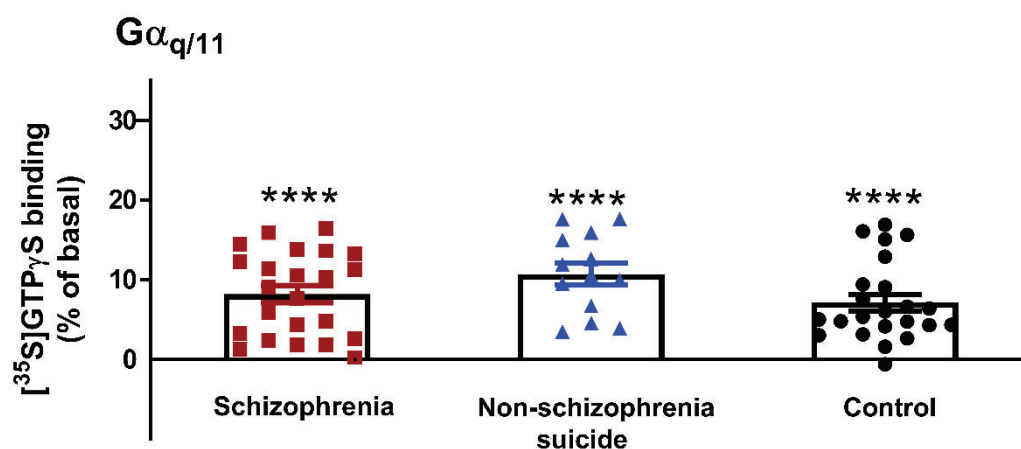 Gαq/11
[³⁵S]GTPγS binding
(% of basal)
30
20
10
0
****
****
****
Schizophrenia
Non-schizophrenia
suicide
Control